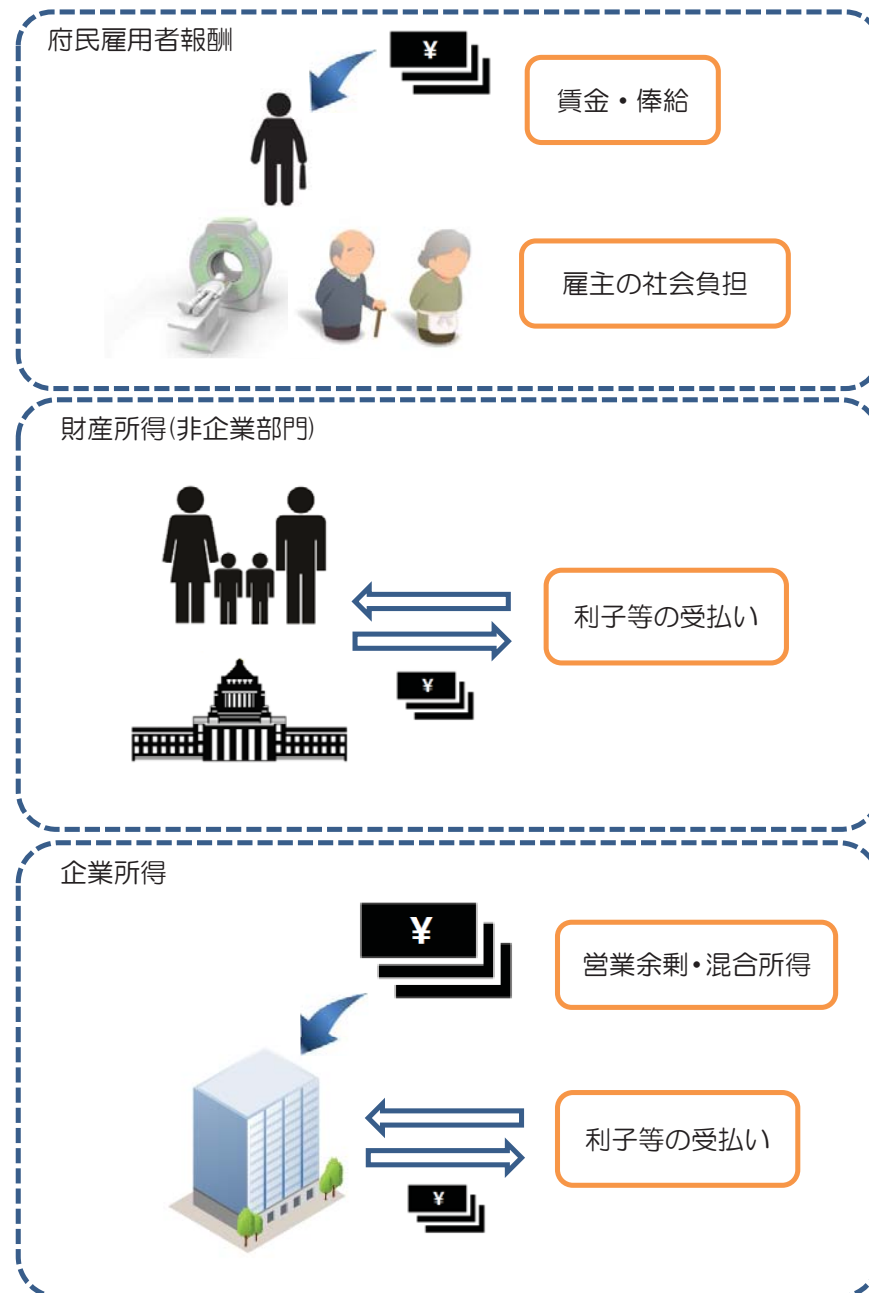 府民雇用者報酬
¥
賃金・俸給
雇主の社会負担
財産所得(非企業部門)
利子等の受払い
¥
企業所得
¥
営業余剰・混合所得
利子等の受払い
¥